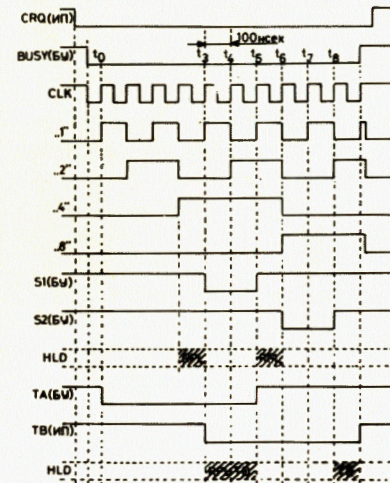 CRQ(ИП)
100нсек
BUSY(БУ) t0 t3 t4 t5 t6 t7 t8
CLK
„1"
„2"
„4"
„8"
S1(БУ)
S2(БУ)
HLD
TA(БУ)
TB(ИП)
HLD